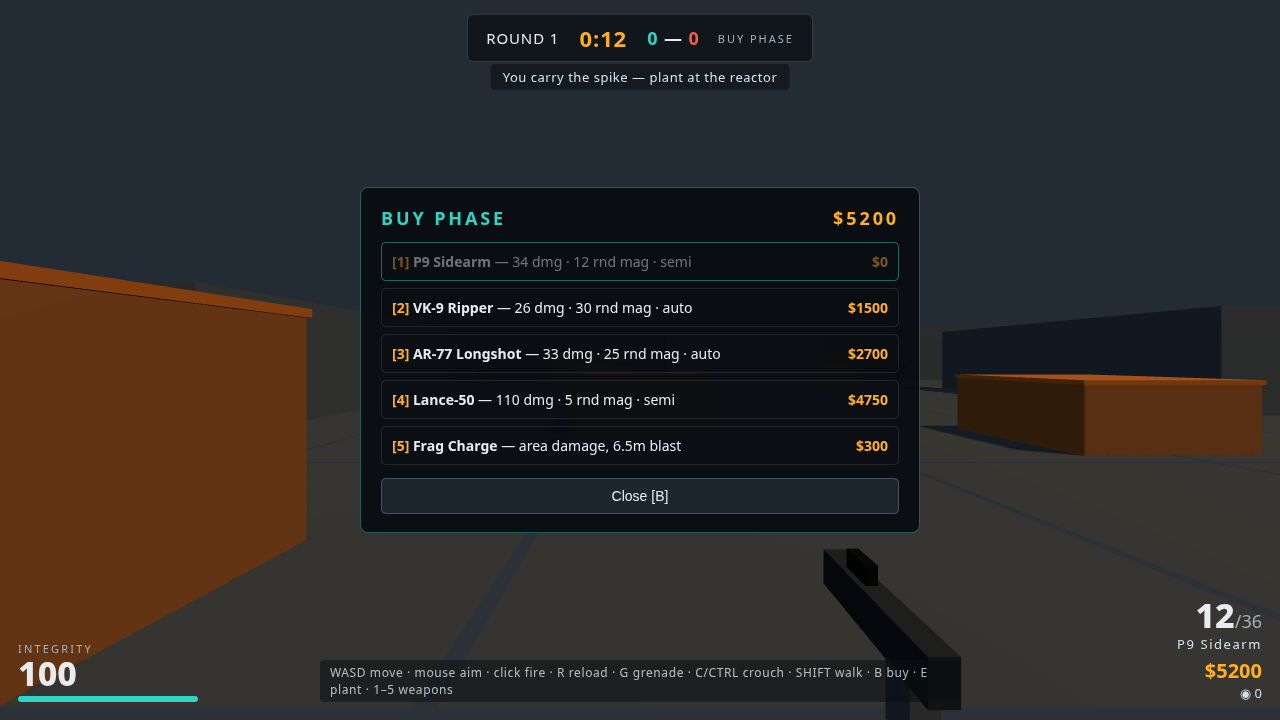 ROUND 1 0:12 0 — 0 BUY PHASE
You carry the spike — plant at the reactor
BUY PHASE $5200
[1] P9 Sidearm — 34 dmg · 12 rnd mag · semi $0
[2] VK-9 Ripper — 26 dmg · 30 rnd mag · auto $1500
[3] AR-77 Longshot — 33 dmg · 25 rnd mag · auto $2700
[4] Lance-50 — 110 dmg · 5 rnd mag · semi $4750
[5] Frag Charge — area damage, 6.5m blast $300
Close [B]
INTEGRITY
100
WASD move · mouse aim · click fire · R reload · G grenade · C/CTRL crouch · SHIFT walk · B buy · E
plant · 1–5 weapons
12/36
P9 Sidearm
$5200
◉ 0